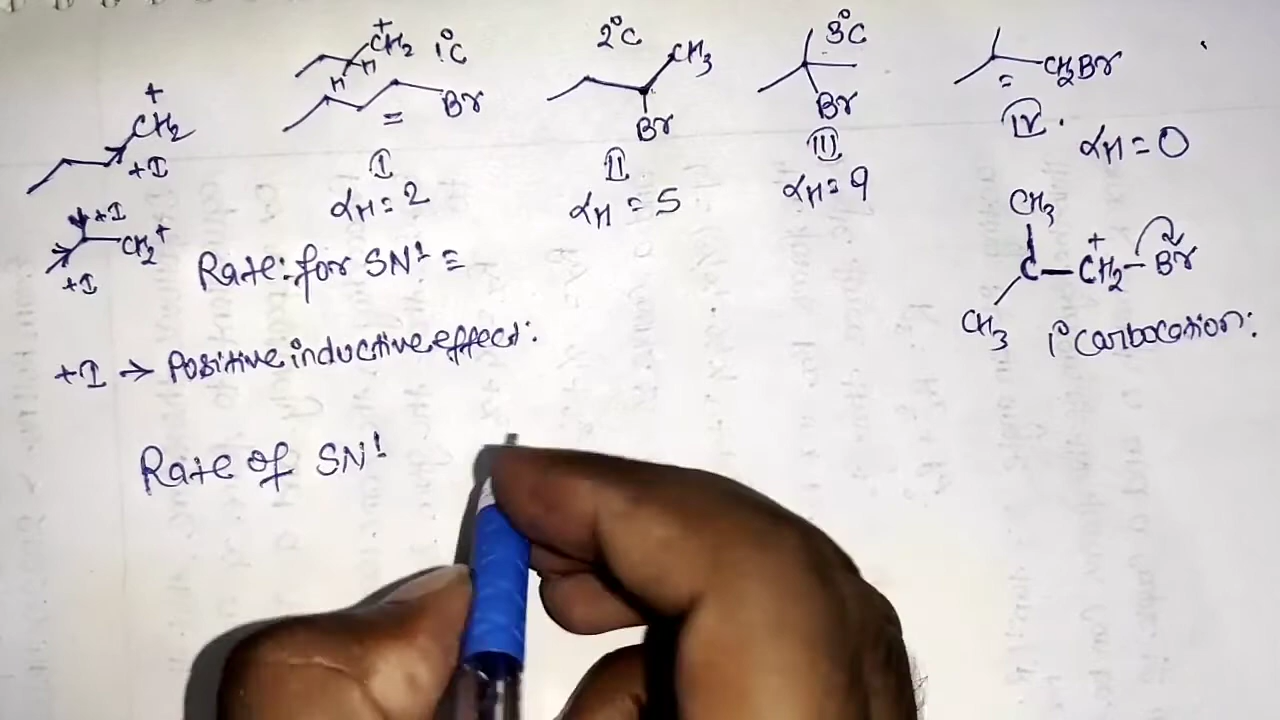 +
CH2
+I
+
CH2
H H
1°C
Br
I
αH = 2
2°C
CH3
Br
II
αH = 5
3°C
Br
III
αH = 9
CH2Br
IV.
αH = 0
+I
CH2+
+I
Rate: for SN1 =
CH3
C — CH2 — Br
+
CH3
1° carbocation:
+I → Positive inductive effect:
Rate of SN1